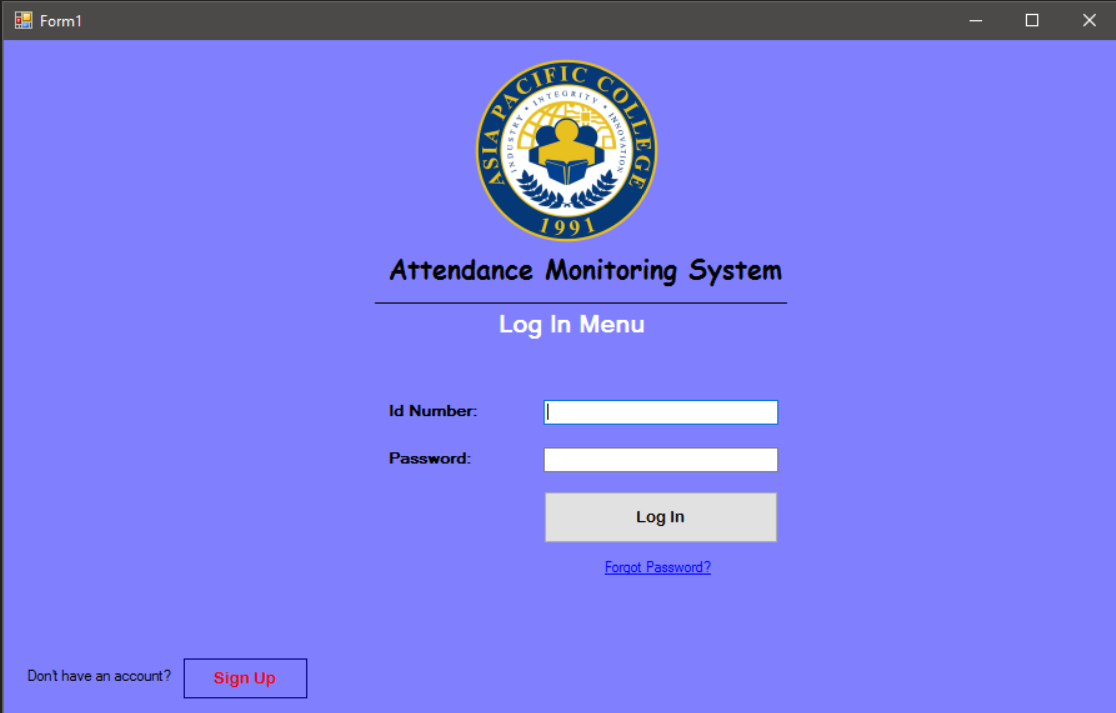 Form1
ASIA PACIFIC COLLEGE
INDUSTRY • INTEGRITY • INNOVATION
1991
Attendance Monitoring System
Log In Menu
Id Number:
Password:
Log In
Forgot Password?
Don't have an account? Sign Up